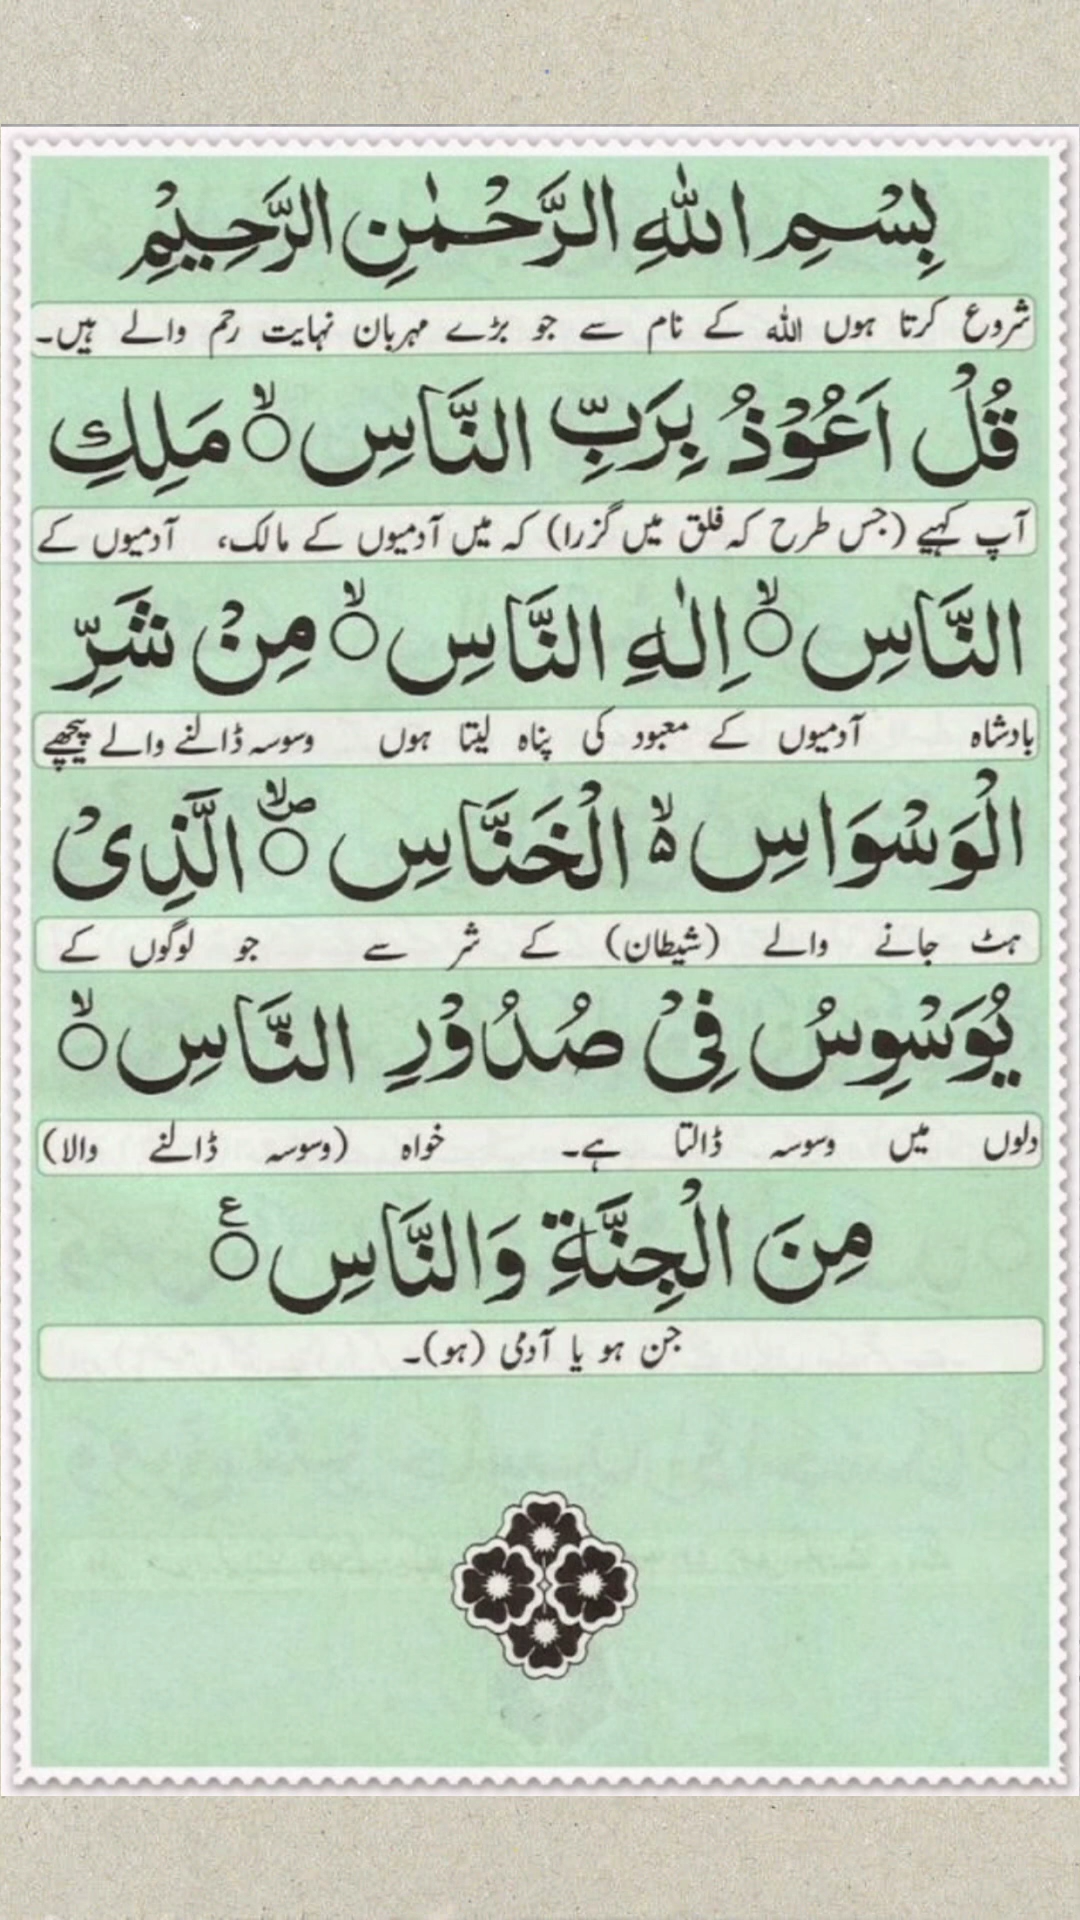 بِسْمِ اللّٰهِ الرَّحْمٰنِ الرَّحِيْمِ
شروع کرتا ہوں اللہ کے نام سے جو بڑے مہربان نہایت رحم والے ہیں۔
قُلْ اَعُوْذُ بِرَبِّ النَّاسِ ۙ مَلِكِ
آپ کہیے (جس طرح کہ فلق میں گزرا) کہ میں آدمیوں کے مالک، آدمیوں کے
النَّاسِ ۙ اِلٰهِ النَّاسِ ۙ مِنْ شَرِّ
بادشاہ آدمیوں کے معبود کی پناہ لیتا ہوں وسوسہ ڈالنے والے پیچھے
الْوَسْوَاسِ ۙ۬ الْخَنَّاسِ ۪ۙ الَّذِىْ
ہٹ جانے والے (شیطان) کے شر سے جو لوگوں کے
يُوَسْوِسُ فِىْ صُدُوْرِ النَّاسِ ۙ
دلوں میں وسوسہ ڈالتا ہے۔ خواہ (وسوسہ ڈالنے والا)
مِنَ الْجِنَّةِ وَالنَّاسِ ع
جن ہو یا آدمی (ہو)۔